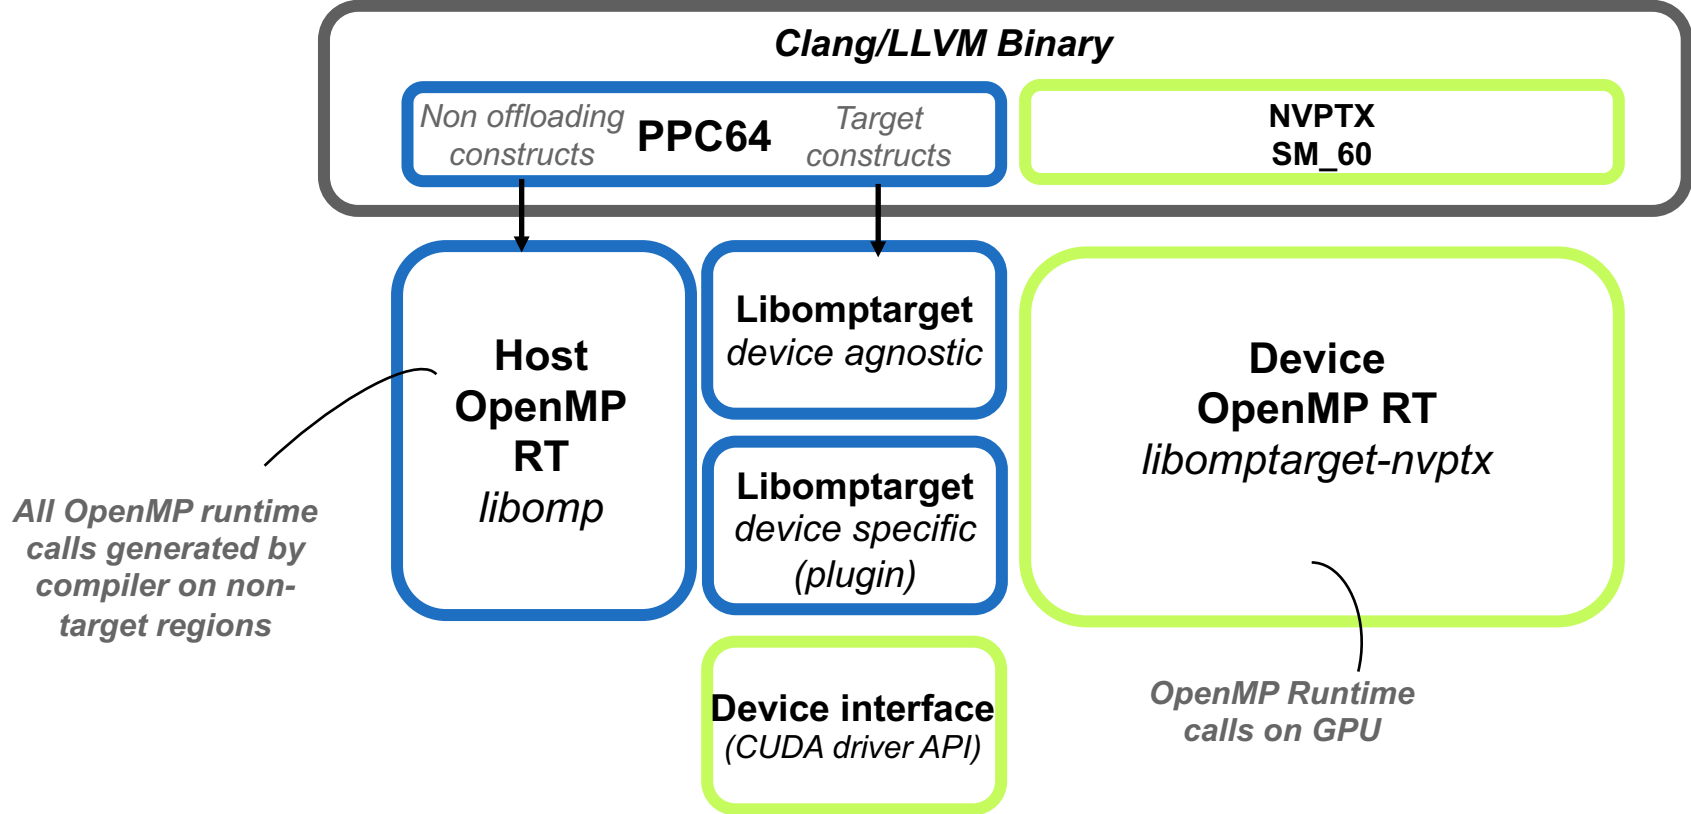 Clang/LLVM Binary
Non offloading
constructs
PPC64
Target
constructs
NVPTX
SM_60
Host
OpenMP
RT
libomp
Libomptarget
device agnostic
Libomptarget
device specific
(plugin)
Device interface
(CUDA driver API)
Device
OpenMP RT
libomptarget-nvptx
All OpenMP runtime
calls generated by
compiler on non-
target regions
OpenMP Runtime
calls on GPU